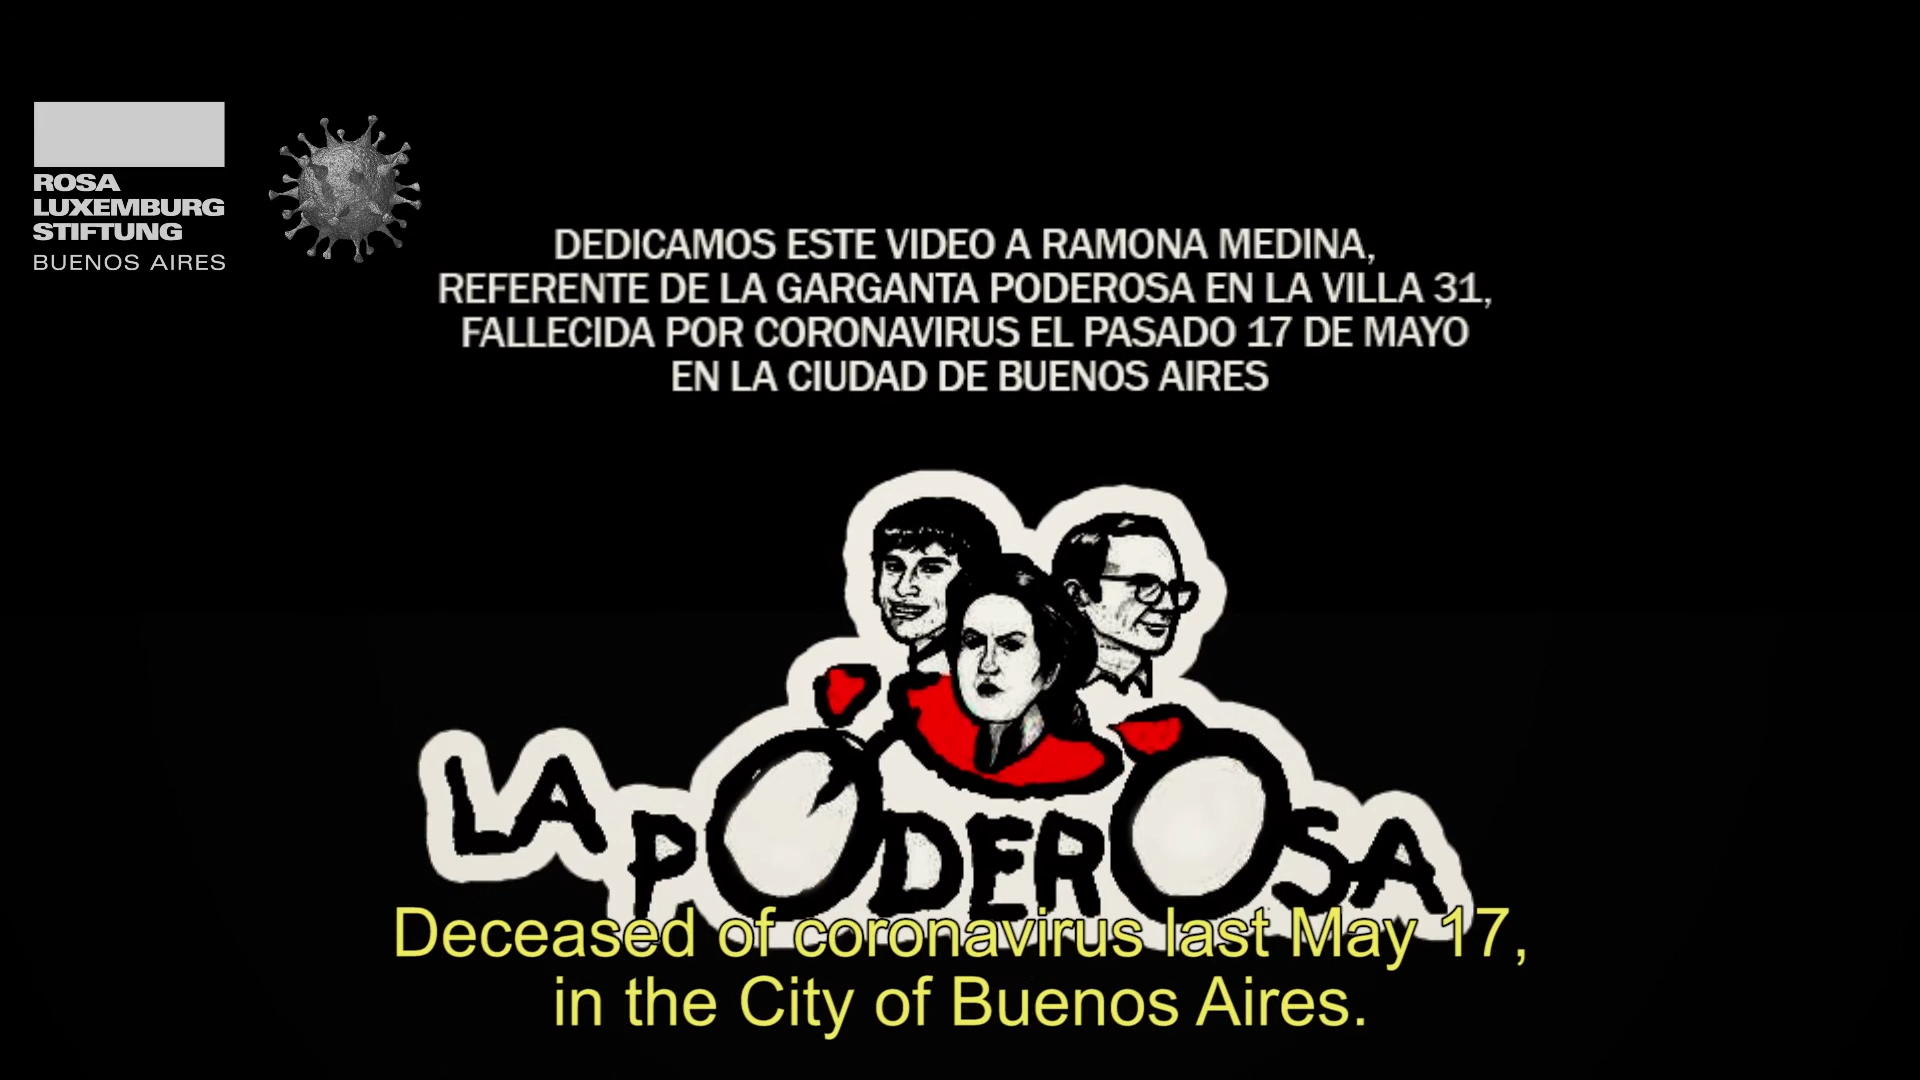 ROSA
LUXEMBURG
STIFTUNG
BUENOS AIRES
DEDICAMOS ESTE VIDEO A RAMONA MEDINA,
REFERENTE DE LA GARGANTA PODEROSA EN LA VILLA 31,
FALLECIDA POR CORONAVIRUS EL PASADO 17 DE MAYO
EN LA CIUDAD DE BUENOS AIRES
LA PODEROSA
Deceased of coronavirus last May 17,
in the City of Buenos Aires.